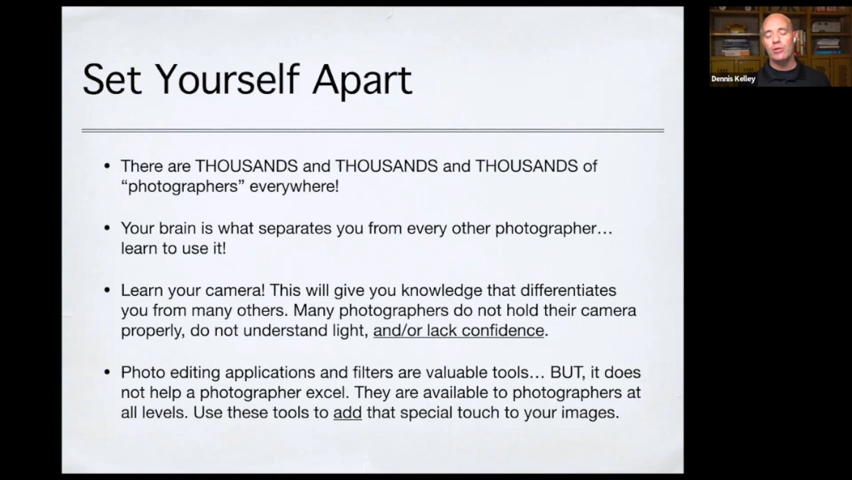 Set Yourself Apart
• There are THOUSANDS and THOUSANDS and THOUSANDS of
“photographers” everywhere!
• Your brain is what separates you from every other photographer…
learn to use it!
• Learn your camera! This will give you knowledge that differentiates
you from many others. Many photographers do not hold their camera
properly, do not understand light, and/or lack confidence.
• Photo editing applications and filters are valuable tools… BUT, it does
not help a photographer excel. They are available to photographers at
all levels. Use these tools to add that special touch to your images.
Dennis Kelley